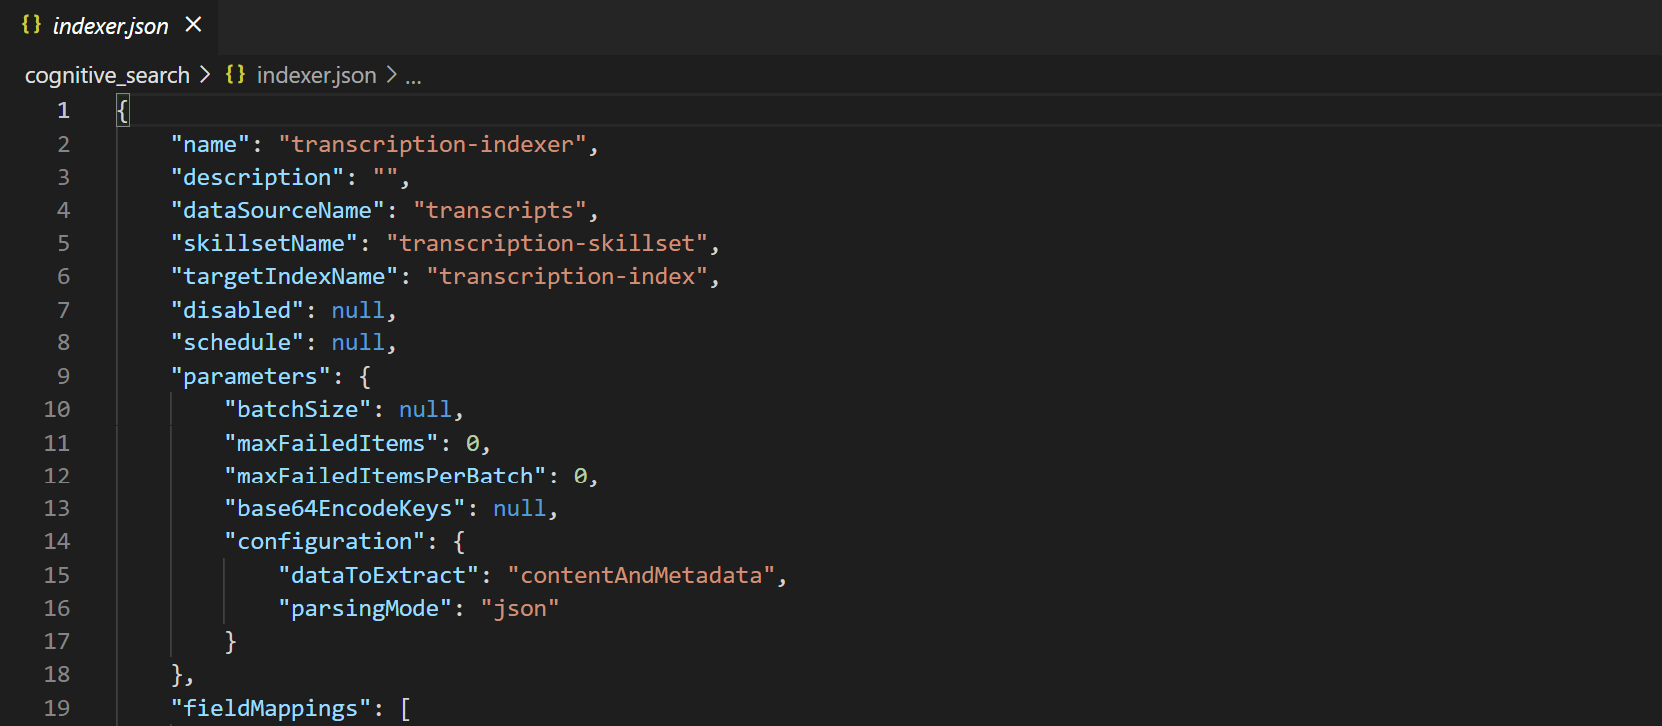 {} indexer.json ×
cognitive_search > {} indexer.json > ...
1 {
2 "name": "transcription-indexer",
3 "description": "",
4 "dataSourceName": "transcripts",
5 "skillsetName": "transcription-skillset",
6 "targetIndexName": "transcription-index",
7 "disabled": null,
8 "schedule": null,
9 "parameters": {
10 "batchSize": null,
11 "maxFailedItems": 0,
12 "maxFailedItemsPerBatch": 0,
13 "base64EncodeKeys": null,
14 "configuration": {
15 "dataToExtract": "contentAndMetadata",
16 "parsingMode": "json"
17 }
18 },
19 "fieldMappings": [